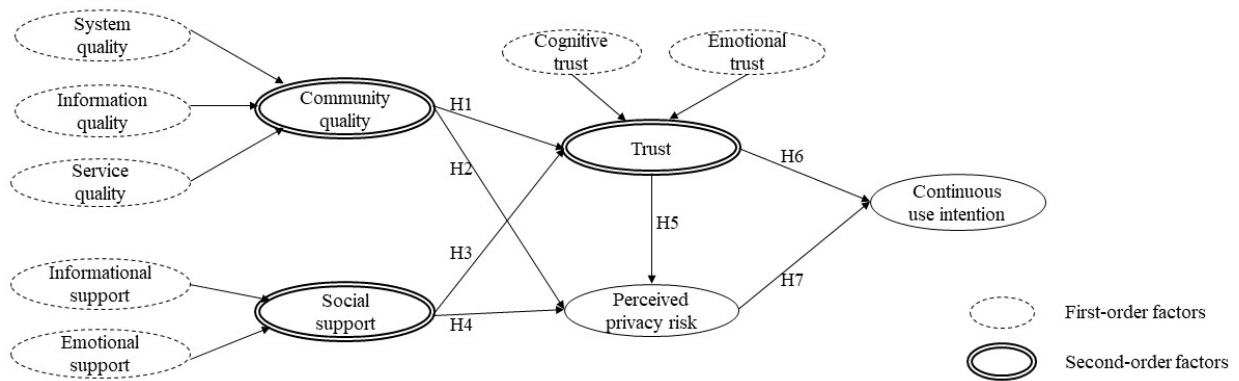 System
quality
Information
quality
Service
quality
Community
quality
Informational
support
Emotional
support
Social
support
Cognitive
trust
Emotional
trust
Trust
Perceived
privacy risk
Continuous
use intention
H1
H2
H3
H4
H5
H6
H7
First-order factors
Second-order factors